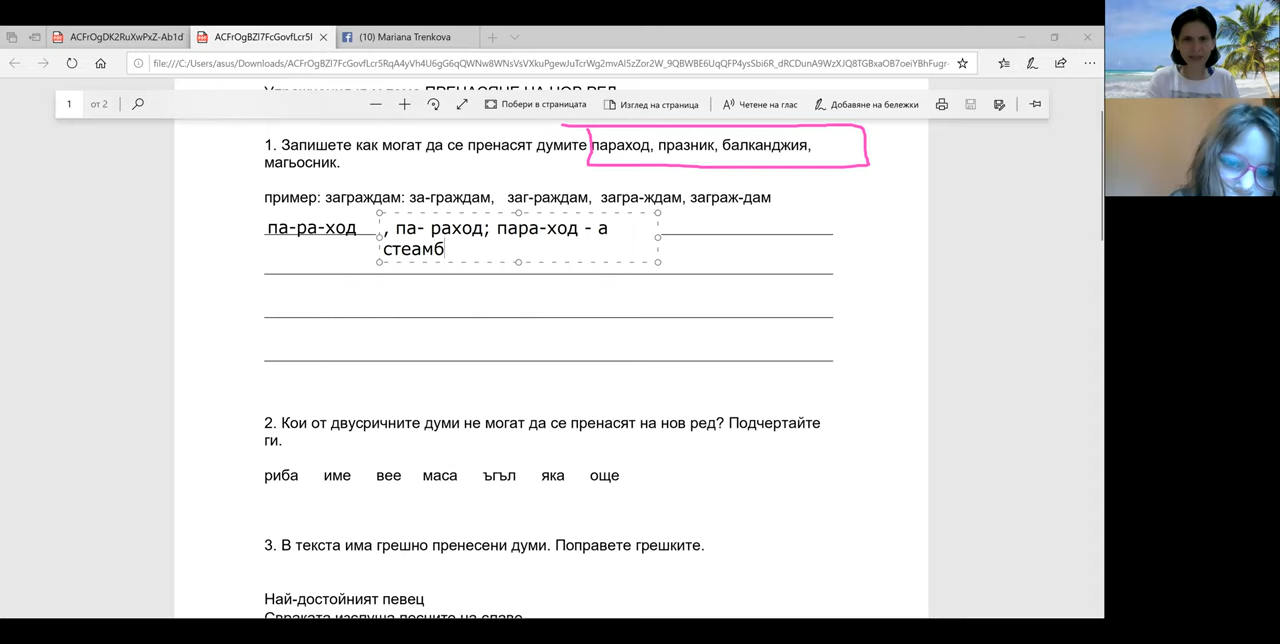 ACFrOgDK2RuXwPxZ-Ab1d
ACFrOgBZl7FcGovfLcr5l
(10) Mariana Trenkova
1 от 2
Побери в страницата
Изглед на страница
Четене на глас
Добавяне на бележки
1. Запишете как могат да се пренасят думите параход, празник, балканджия,
магьосник.
пример: заграждам: за-граждам, заг-раждам, загра-ждам, заграж-дам
па-ра-ход , па- раход; пара-ход - а
стеамб
2. Кои от двусричните думи не могат да се пренасят на нов ред? Подчертайте
ги.
риба име вее маса ъгъл яка още
3. В текста има грешно пренесени думи. Поправете грешките.
Най-достойният певец